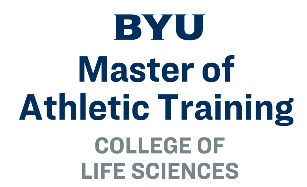 BYU
Master of
Athletic Training
COLLEGE OF
LIFE SCIENCES